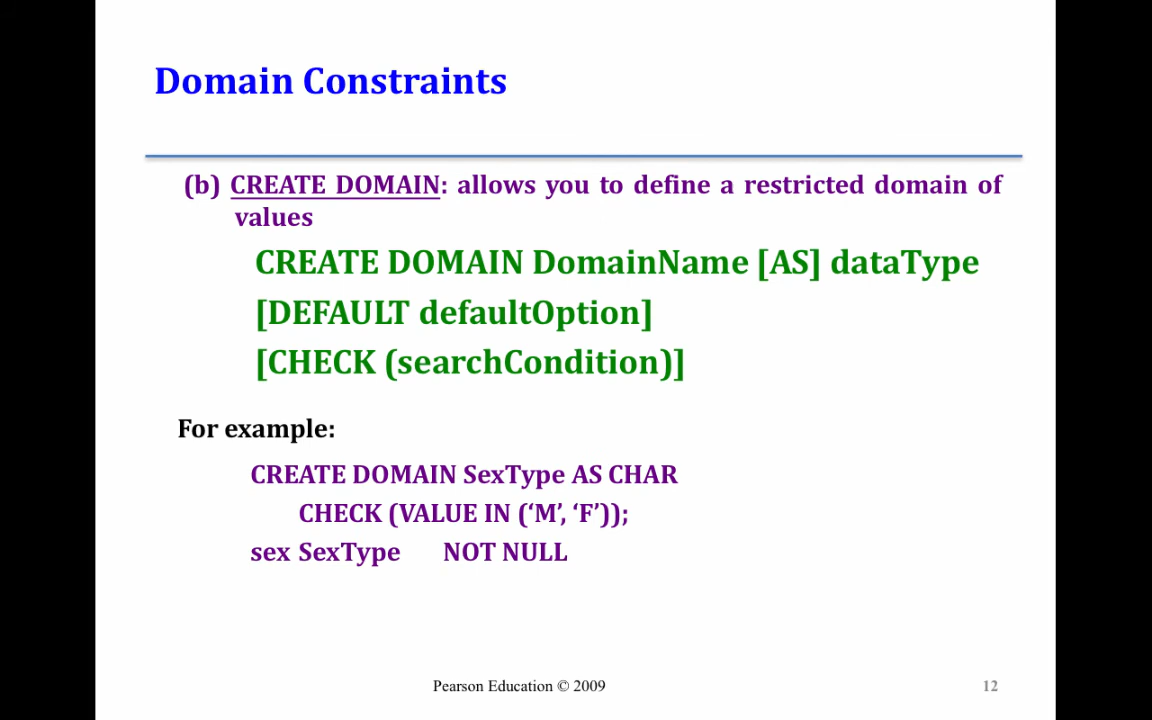 Domain Constraints
(b) CREATE DOMAIN: allows you to define a restricted domain of
values
CREATE DOMAIN DomainName [AS] dataType
[DEFAULT defaultOption]
[CHECK (searchCondition)]
For example:
CREATE DOMAIN SexType AS CHAR
CHECK (VALUE IN (‘M’, ‘F’));
sex SexType NOT NULL
Pearson Education © 2009
12